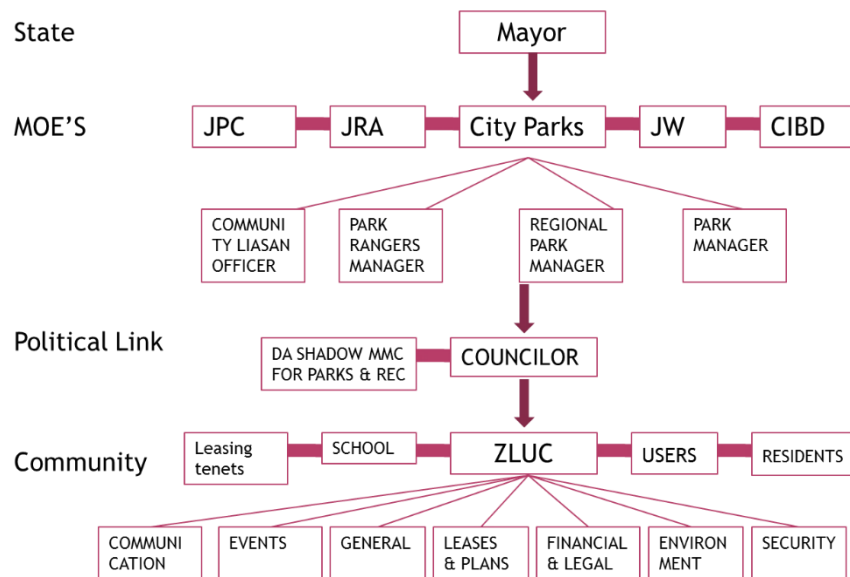 State
Mayor
MOE'S
JPC
JRA
City Parks
JW
CIBD
COMMUNI
TY LIASAN
OFFICER
PARK
RANGERS
MANAGER
REGIONAL
PARK
MANAGER
PARK
MANAGER
Political Link
DA SHADOW MMC
FOR PARKS & REC
COUNCILOR
Community
Leasing
tenets
SCHOOL
ZLUC
USERS
RESIDENTS
COMMUNI
CATION
EVENTS
GENERAL
LEASES
& PLANS
FINANCIAL
& LEGAL
ENVIRON
MENT
SECURITY